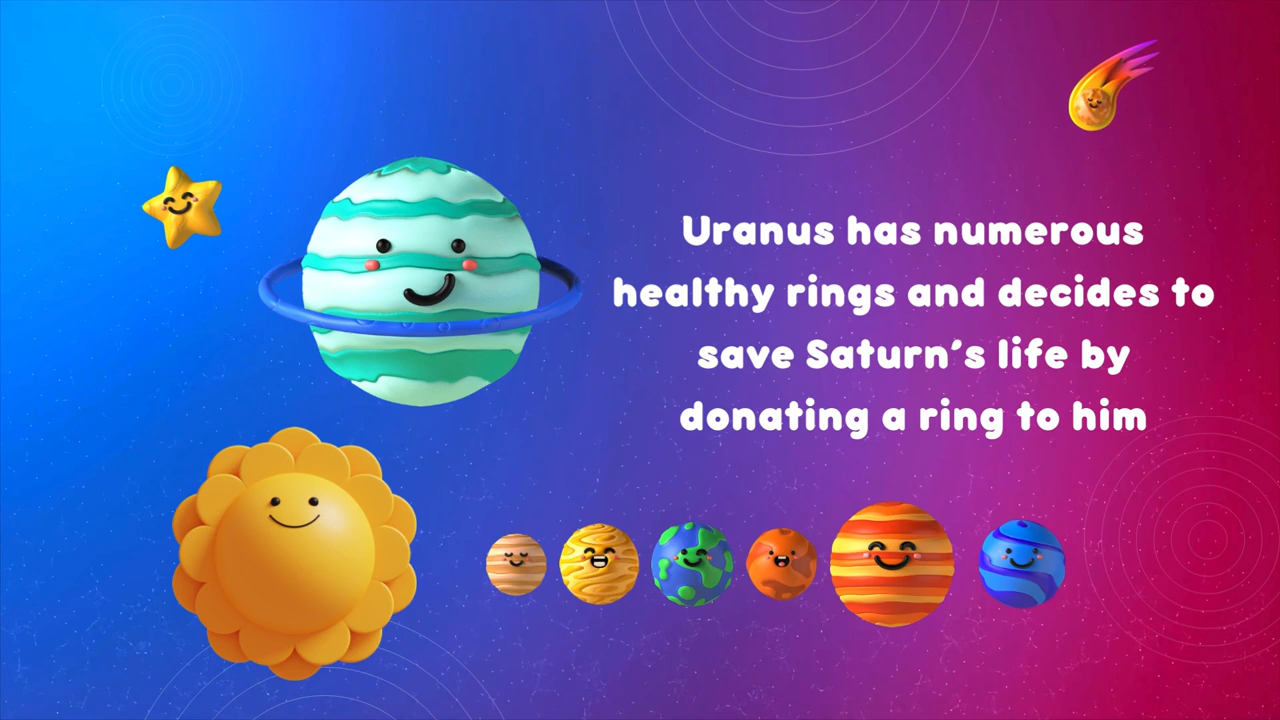 Uranus has numerous
healthy rings and decides to
save Saturn's life by
donating a ring to him